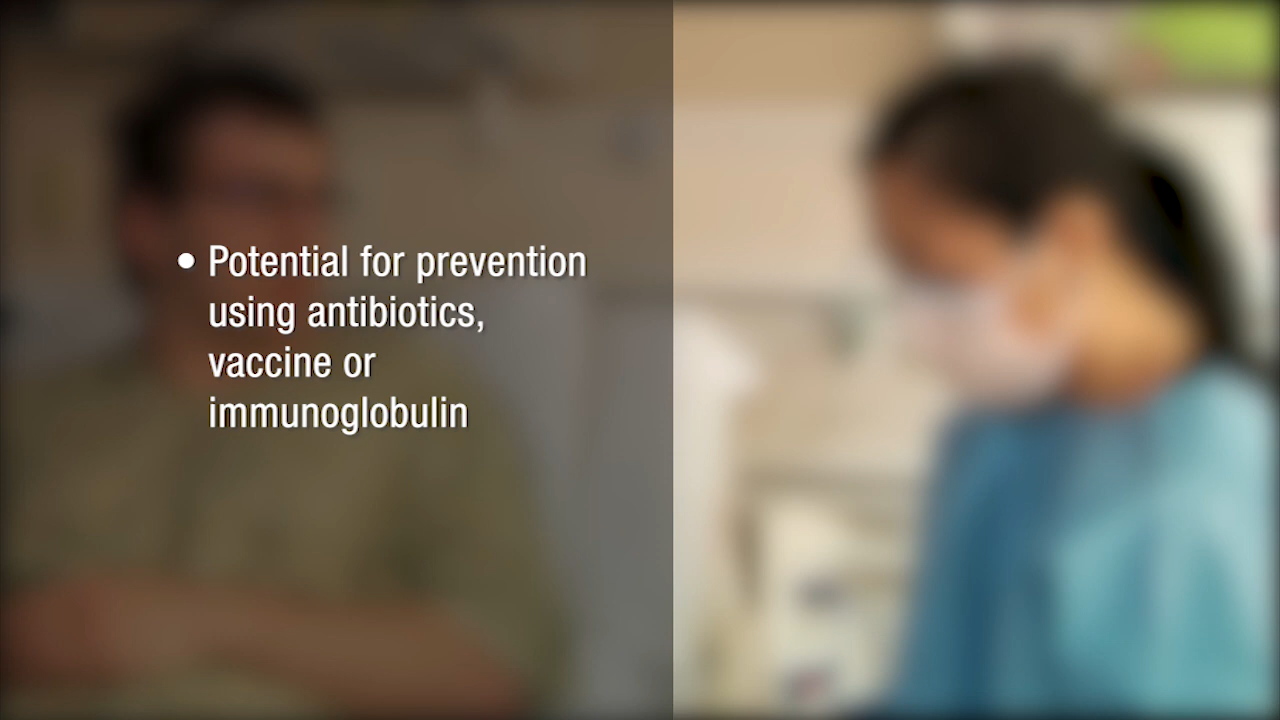 • Potential for prevention
using antibiotics,
vaccine or
immunoglobulin